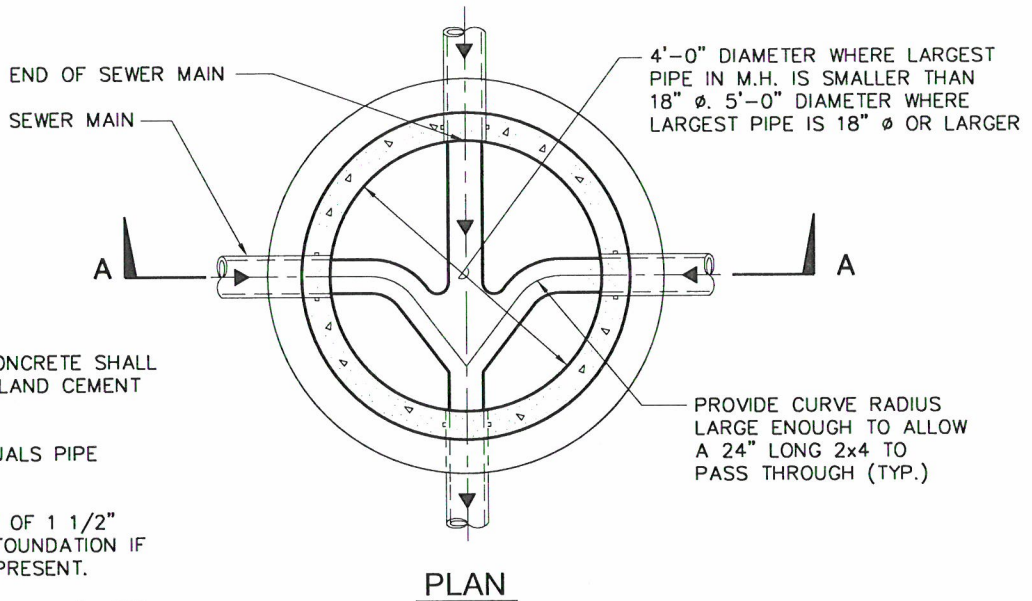 END OF SEWER MAIN
SEWER MAIN
4'-0" DIAMETER WHERE LARGEST
PIPE IN M.H. IS SMALLER THAN
18" ø. 5'-0" DIAMETER WHERE
LARGEST PIPE IS 18" ø OR LARGER
A
A
ONCRETE SHALL
LAND CEMENT
UALS PIPE
OF 1 1/2"
FOUNDATION IF
PRESENT.
PROVIDE CURVE RADIUS
LARGE ENOUGH TO ALLOW
A 24" LONG 2x4 TO
PASS THROUGH (TYP.)
PLAN